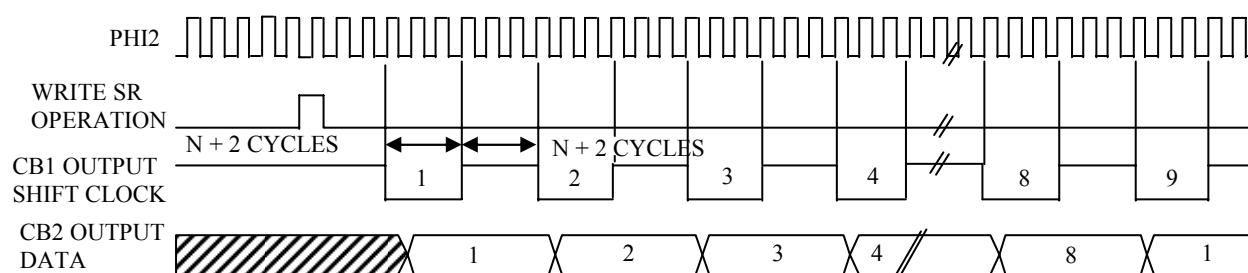 PHI2
WRITE SR
OPERATION
N + 2 CYCLES
N + 2 CYCLES
CB1 OUTPUT
SHIFT CLOCK
1
2
3
4
8
9
CB2 OUTPUT
DATA
1
2
3
4
8
1